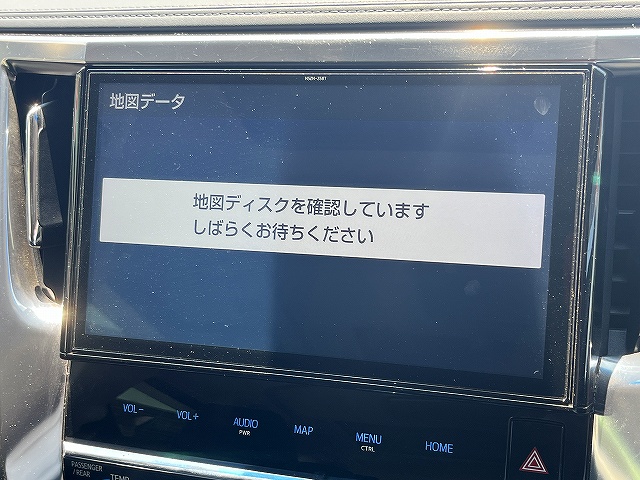 地図データ
地図ディスクを確認しています
しばらくお待ちください
VOL-
VOL+
AUDIO
PWR
MAP
MENU
CTRL
HOME
PASSENGER
/REAR
TEMP